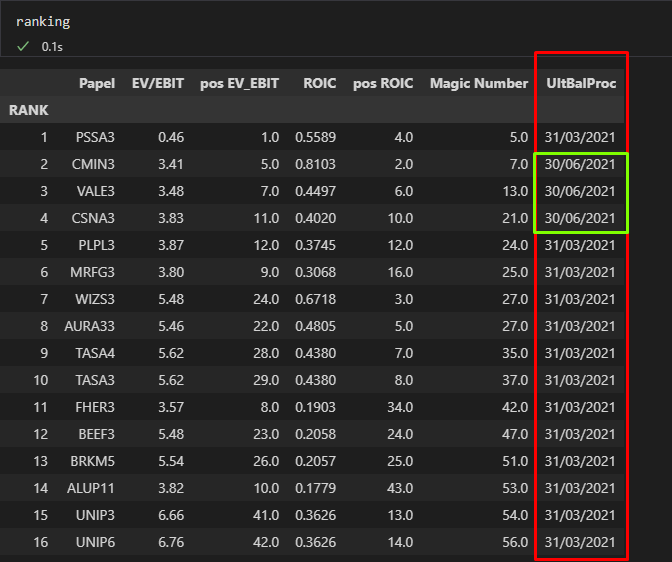 ranking
✓ 0.1s
Papel EV/EBIT pos EV_EBIT ROIC pos ROIC Magic Number UltBalProc
RANK
1 PSSA3 0.46 1.0 0.5589 4.0 5.0 31/03/2021
2 CMIN3 3.41 5.0 0.8103 2.0 7.0 30/06/2021
3 VALE3 3.48 7.0 0.4497 6.0 13.0 30/06/2021
4 CSNA3 3.83 11.0 0.4020 10.0 21.0 30/06/2021
5 PLPL3 3.87 12.0 0.3745 12.0 24.0 31/03/2021
6 MRFG3 3.80 9.0 0.3068 16.0 25.0 31/03/2021
7 WIZS3 5.48 24.0 0.6718 3.0 27.0 31/03/2021
8 AURA33 5.46 22.0 0.4805 5.0 27.0 31/03/2021
9 TASA4 5.62 28.0 0.4380 7.0 35.0 31/03/2021
10 TASA3 5.62 29.0 0.4380 8.0 37.0 31/03/2021
11 FHER3 3.57 8.0 0.1903 34.0 42.0 31/03/2021
12 BEEF3 5.48 23.0 0.2058 24.0 47.0 31/03/2021
13 BRKM5 5.54 26.0 0.2057 25.0 51.0 31/03/2021
14 ALUP11 3.82 10.0 0.1779 43.0 53.0 31/03/2021
15 UNIP3 6.66 41.0 0.3626 13.0 54.0 31/03/2021
16 UNIP6 6.76 42.0 0.3626 14.0 56.0 31/03/2021